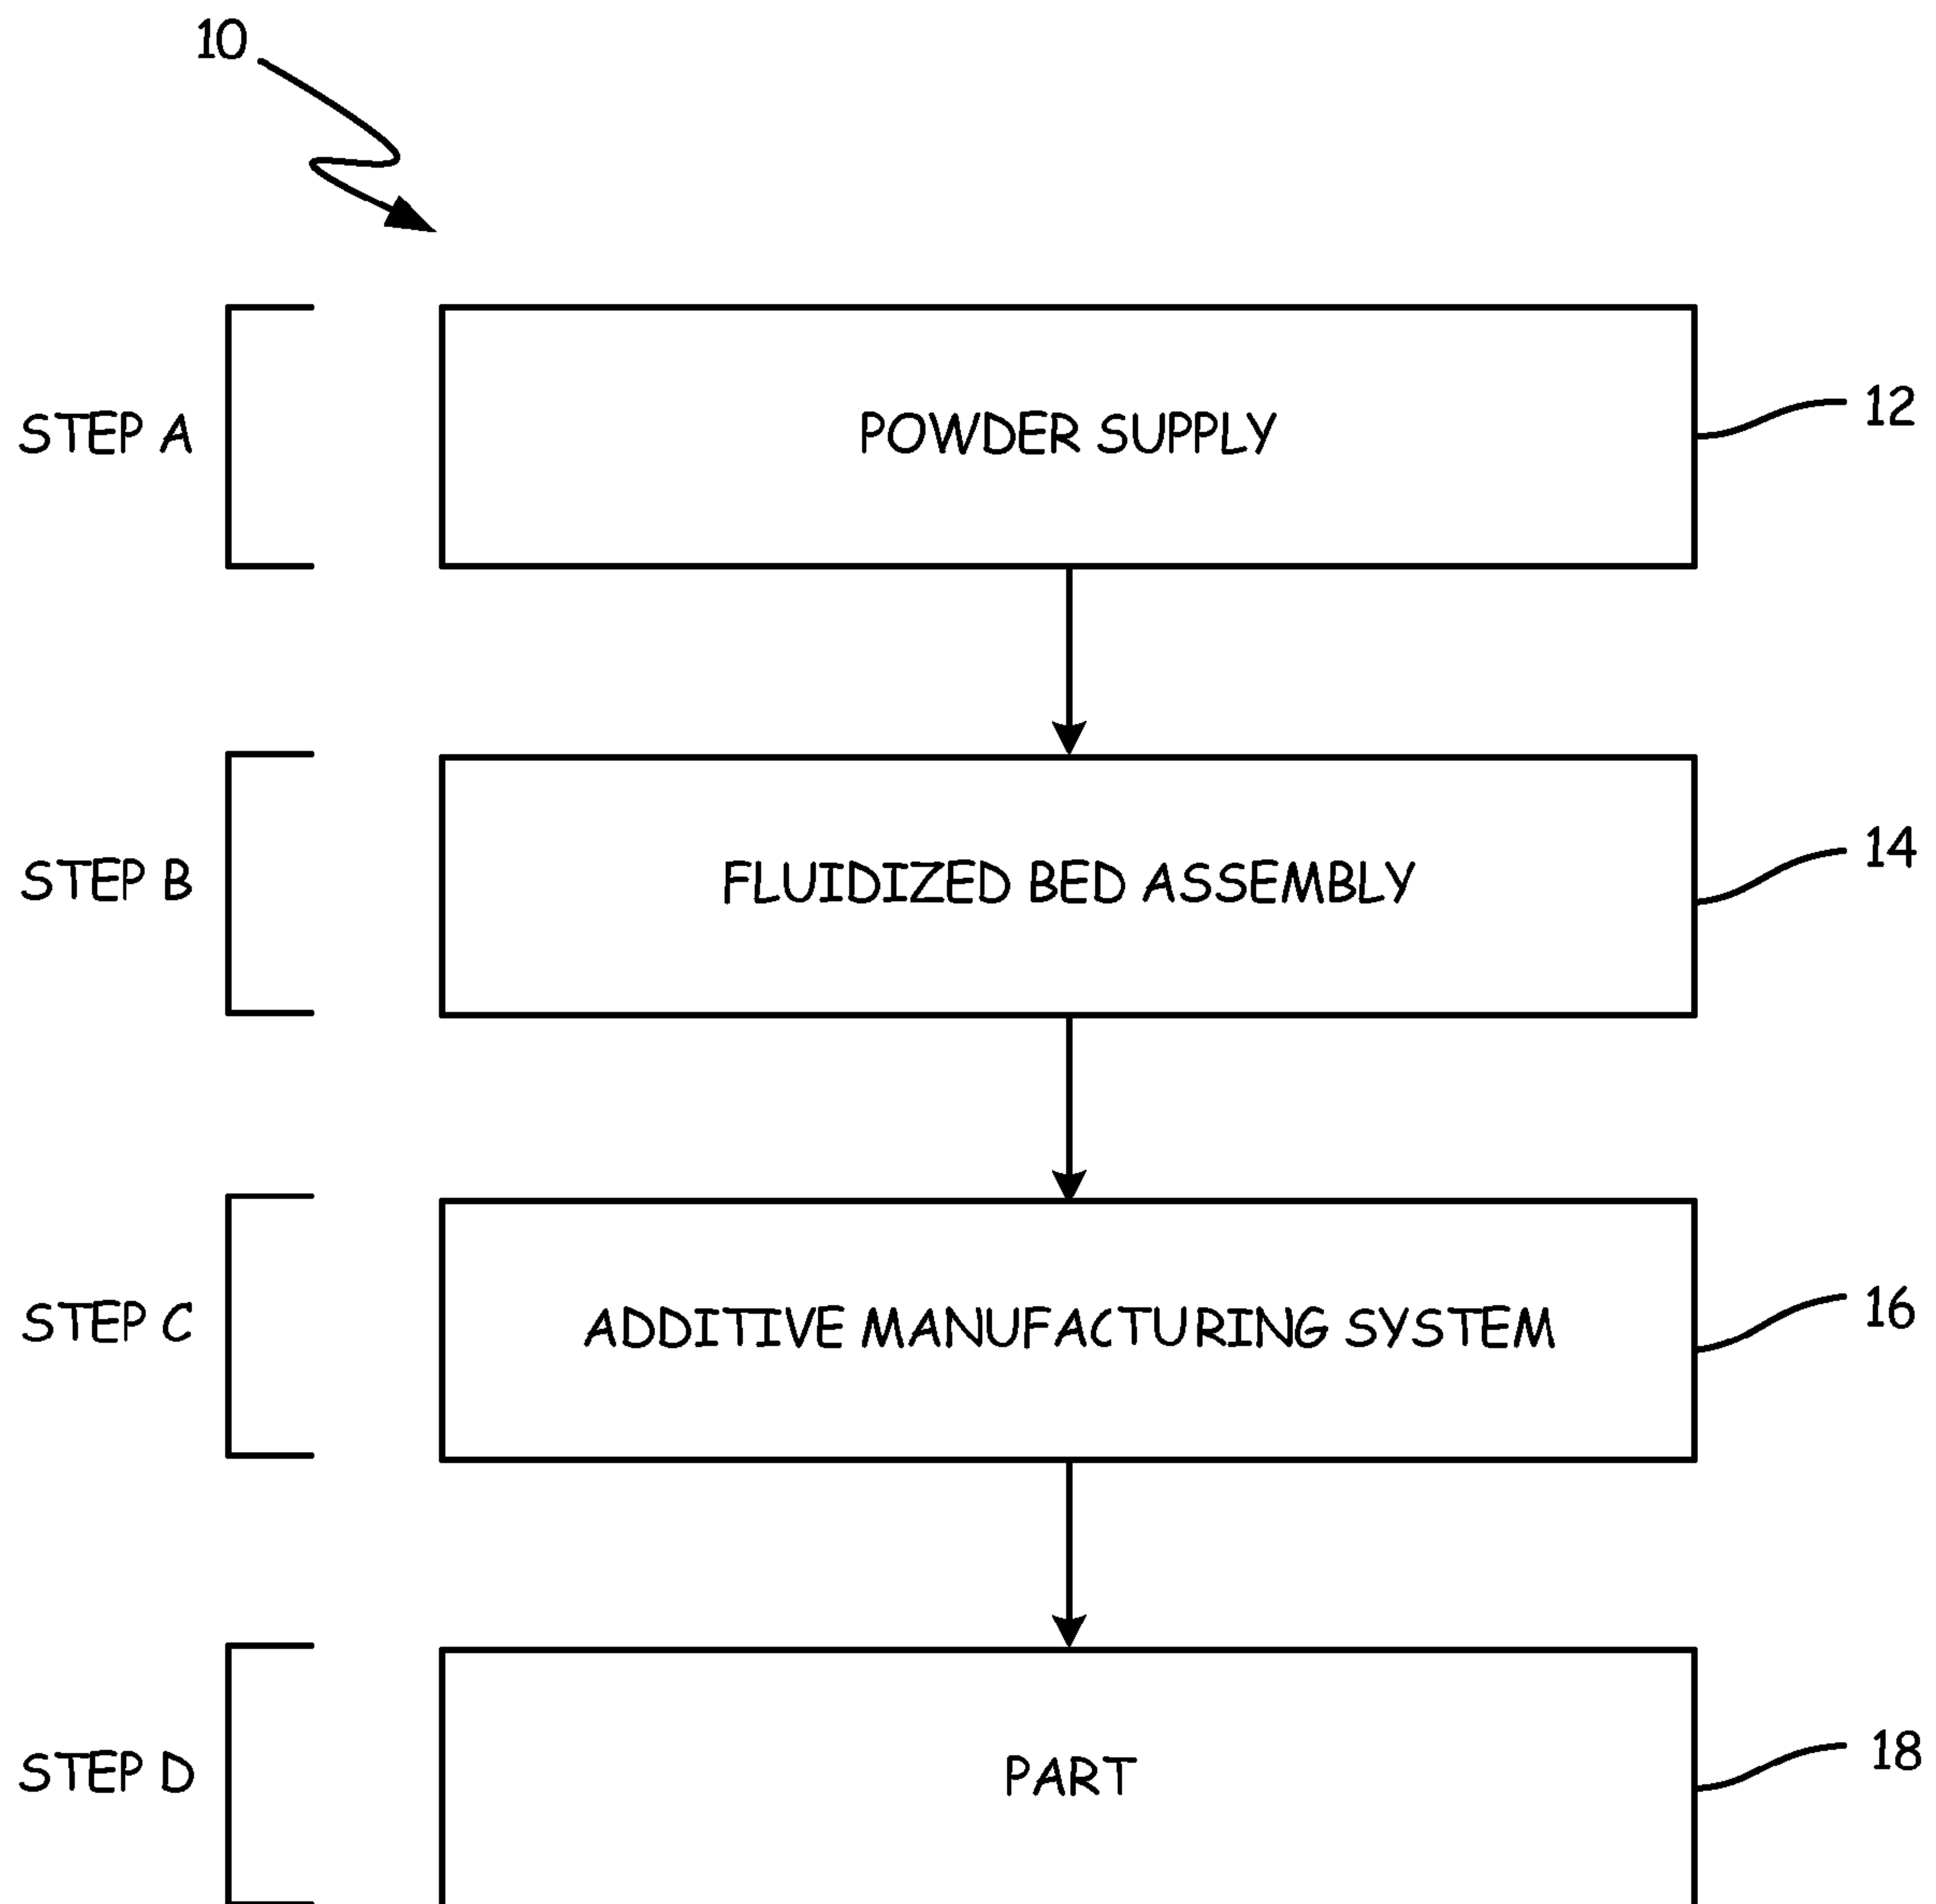 10
STEP A
POWDER SUPPLY
12
STEP B
FLUIDIZED BED ASSEMBLY
14
STEP C
ADDITIVE MANUFACTURING SYSTEM
16
STEP D
PART
18